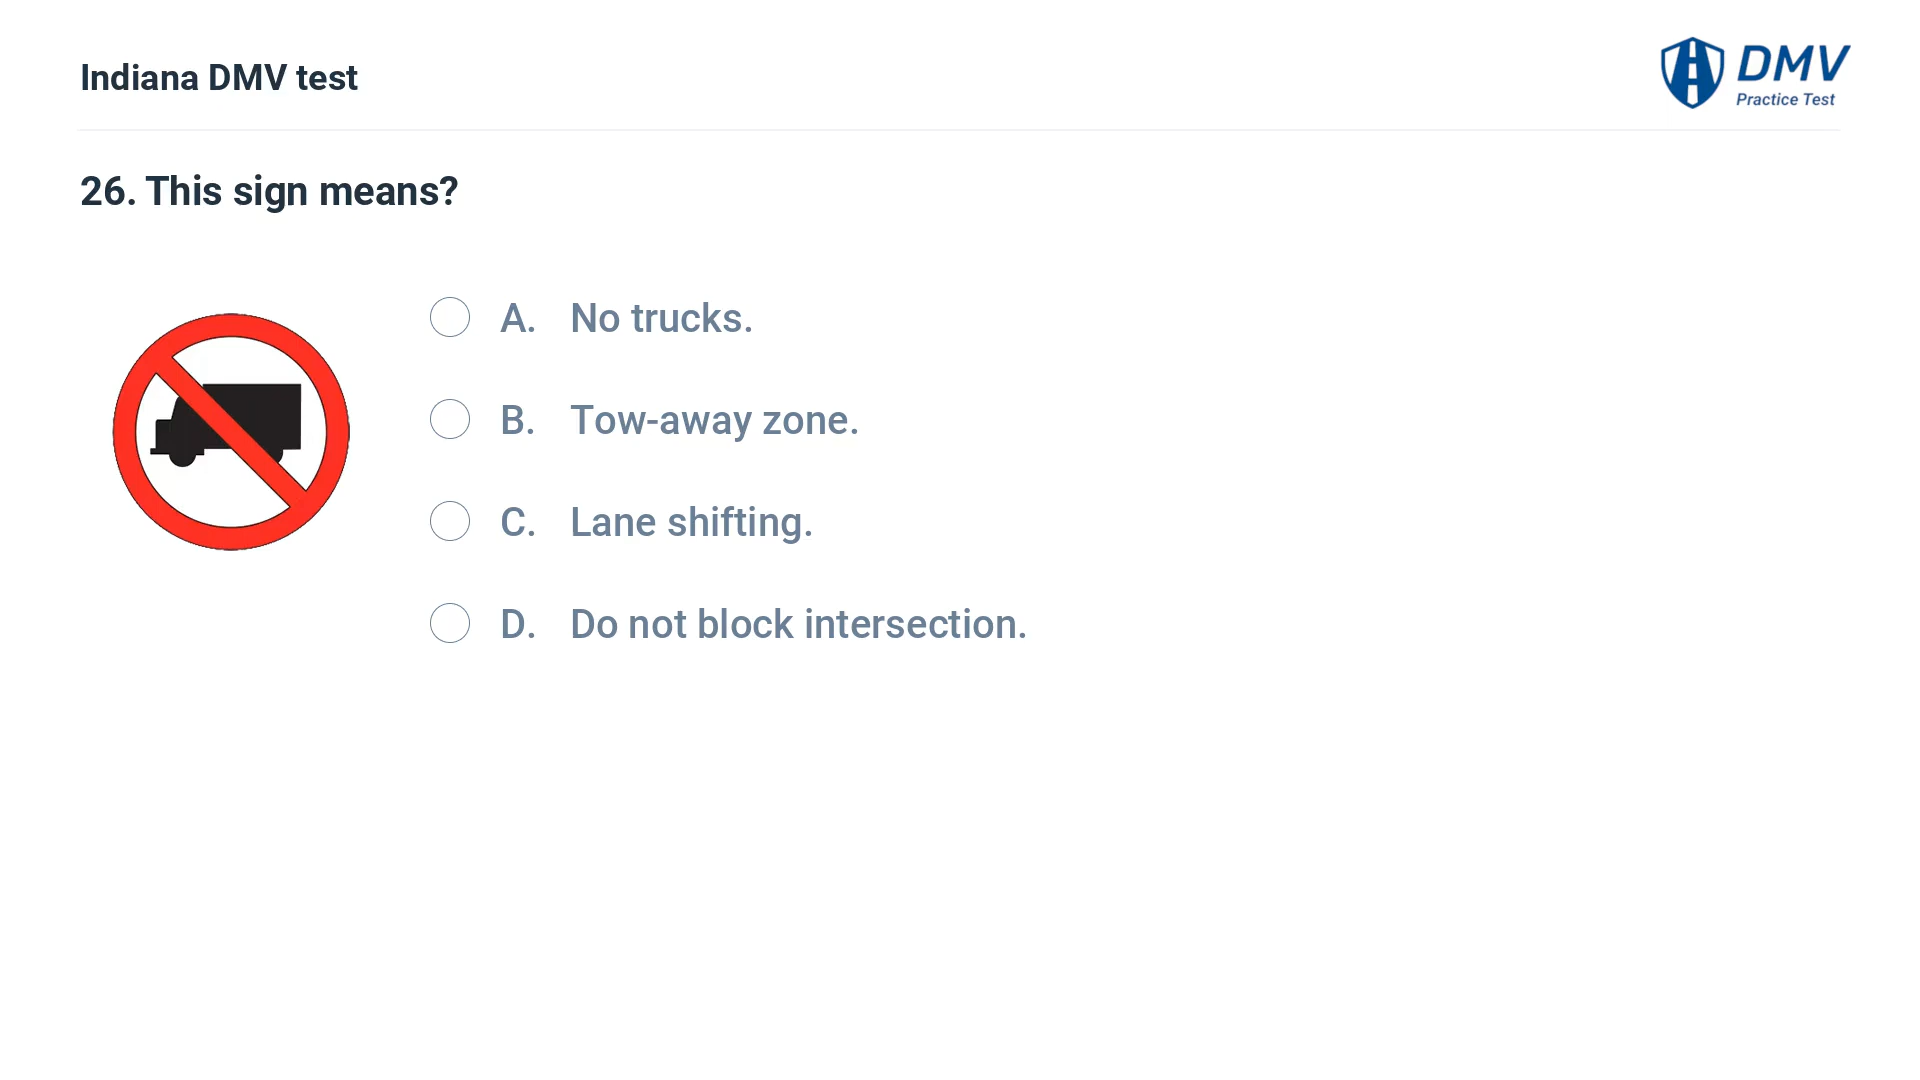 Indiana DMV test
DMV
Practice Test
26. This sign means?
A. No trucks.
B. Tow-away zone.
C. Lane shifting.
D. Do not block intersection.